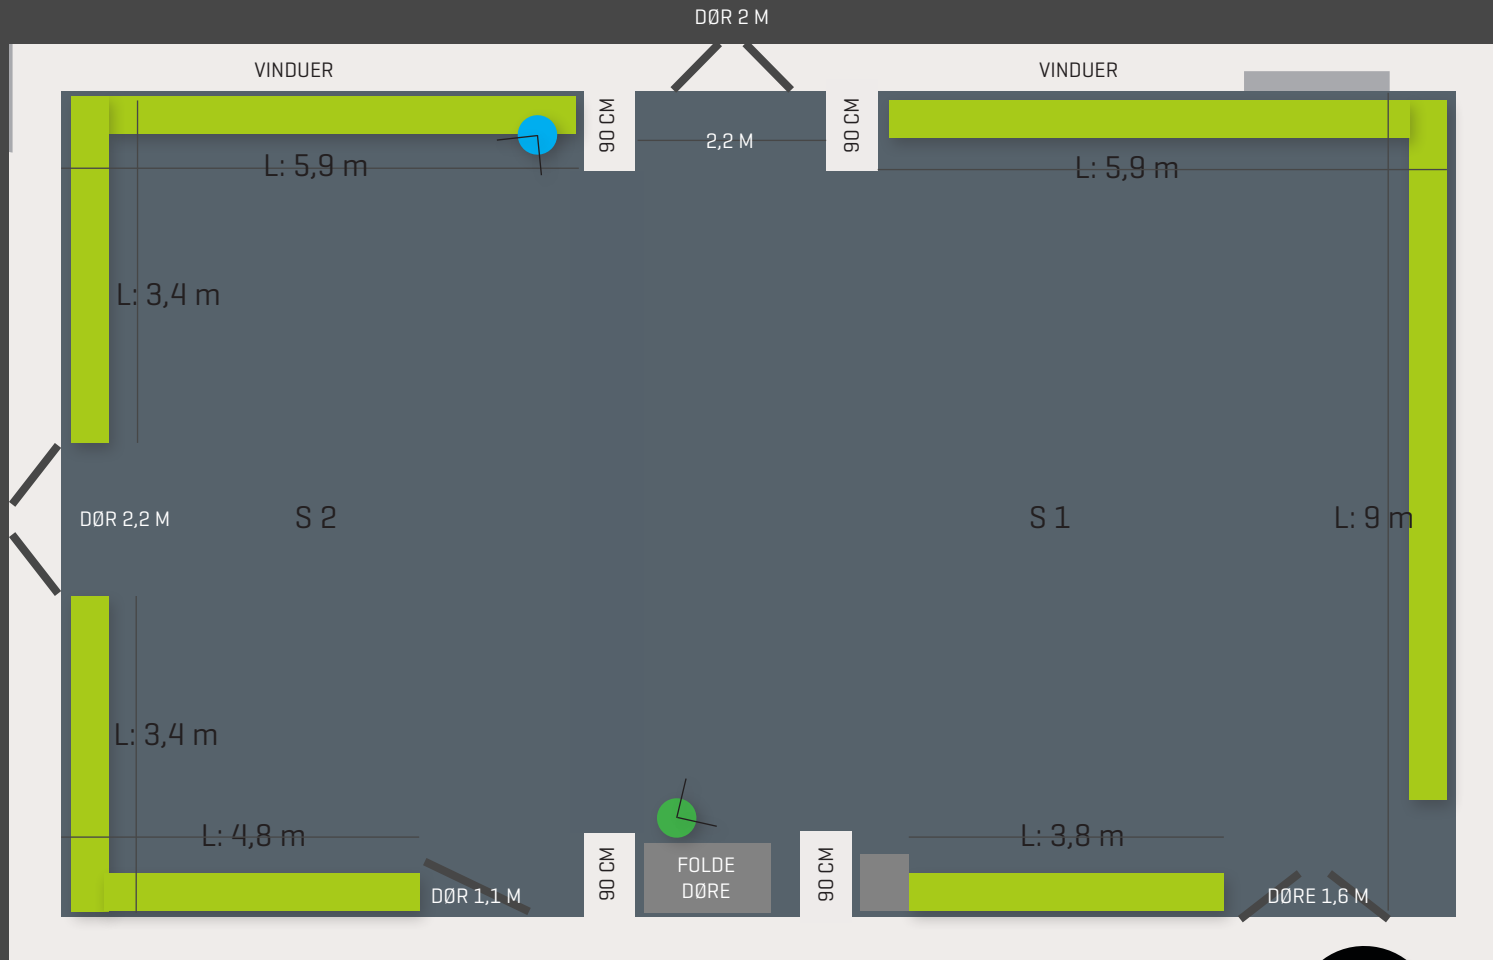 DØR 2 M
VINDUER
VINDUER
90 CM
2,2 M
90 CM
L: 5,9 m
L: 5,9 m
L: 3,4 m
DØR 2,2 M
S 2
S 1
L: 9 m
L: 3,4 m
L: 4,8 m
L: 3,8 m
DØR 1,1 M
90 CM
FOLDE
DØRE
90 CM
DØRE 1,6 M